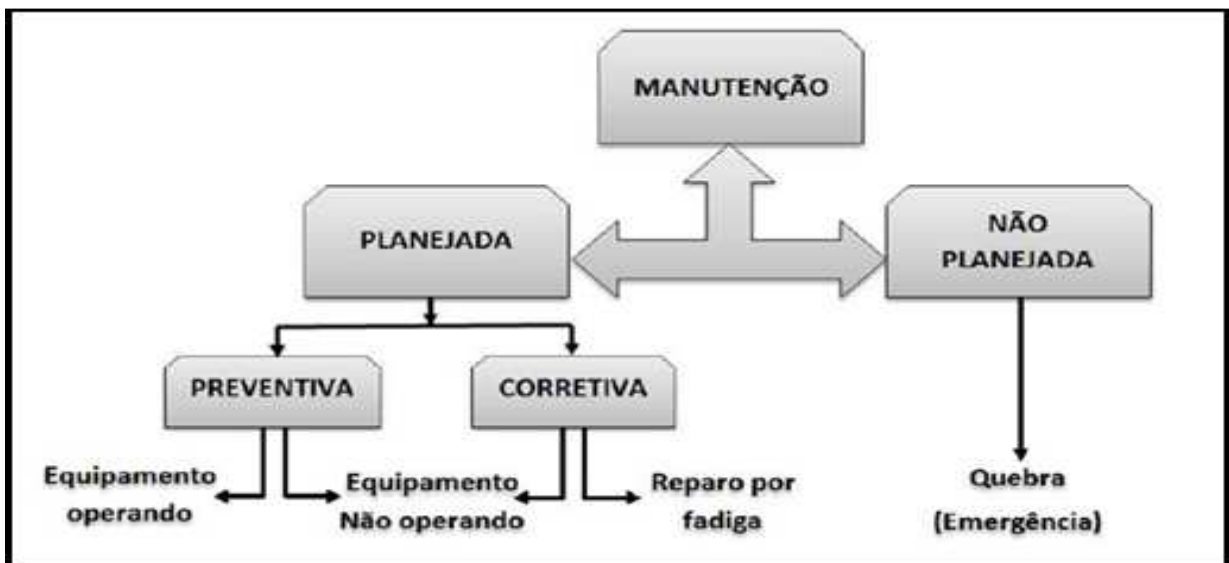 MANUTENÇÃO
PLANEJADA
NÃO
PLANEJADA
PREVENTIVA
CORRETIVA
Equipamento
operando
Equipamento
Não operando
Reparo por
fadiga
Quebra
(Emergência)